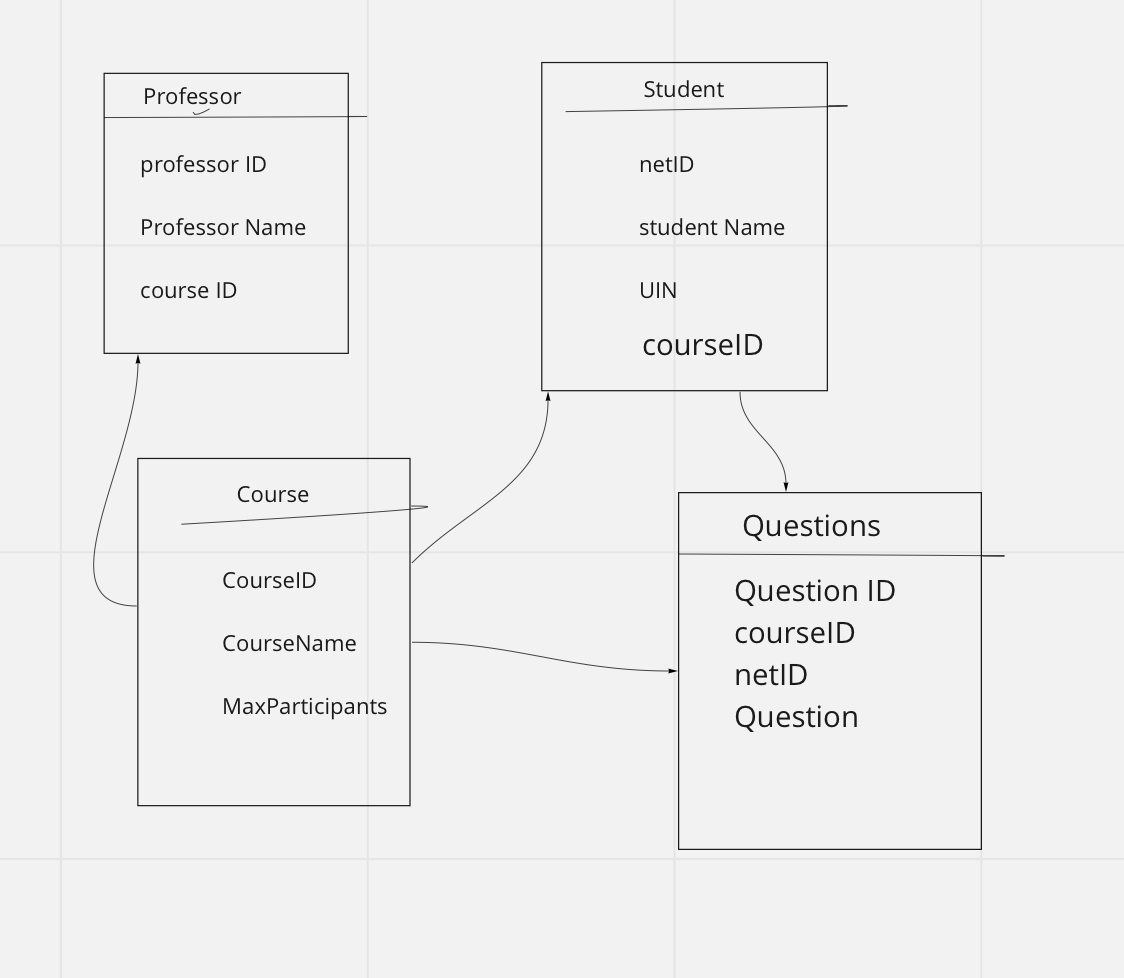 Professor
professor ID
Professor Name
course ID
Student
netID
student Name
UIN
courseID
Course
CourseID
CourseName
MaxParticipants
Questions
Question ID
courseID
netID
Question